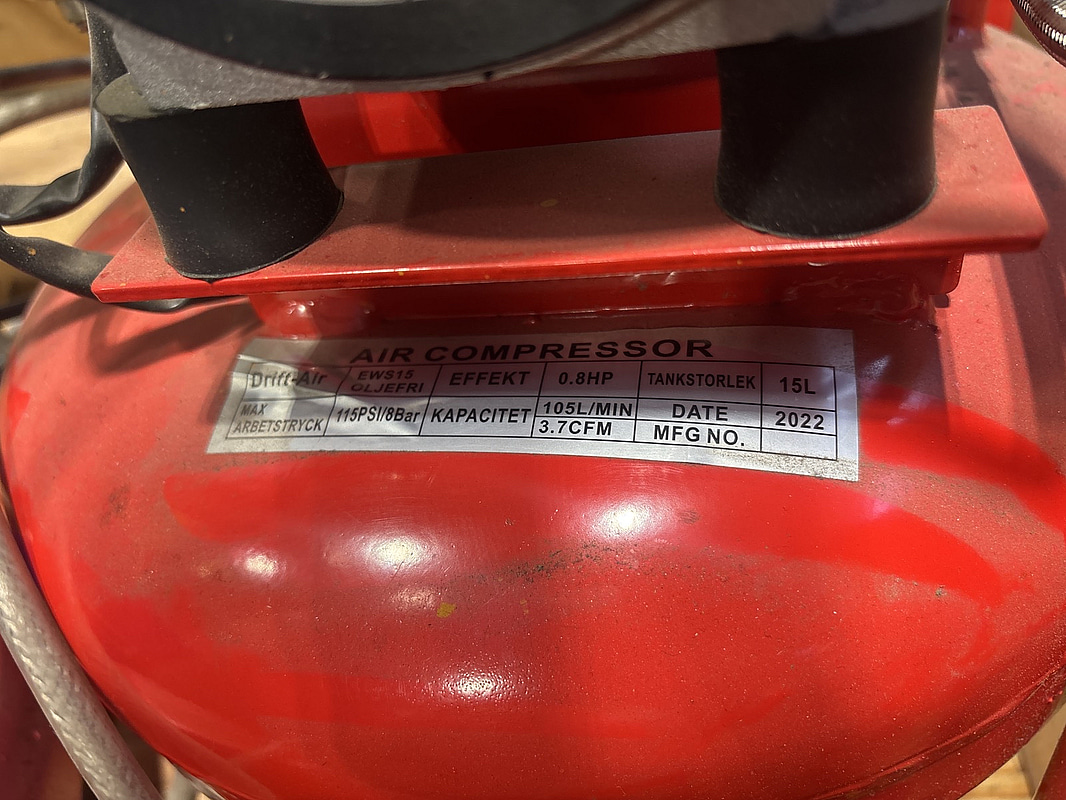 AIR COMPRESSOR
Drift-Air EWS15 OLJEFRI EFFEKT 0.8HP TANKSTORLEK 15L
MAX ARBETSTRYCK 115PSI/8Bar KAPACITET 105L/MIN 3.7CFM DATE 2022
MFG NO.